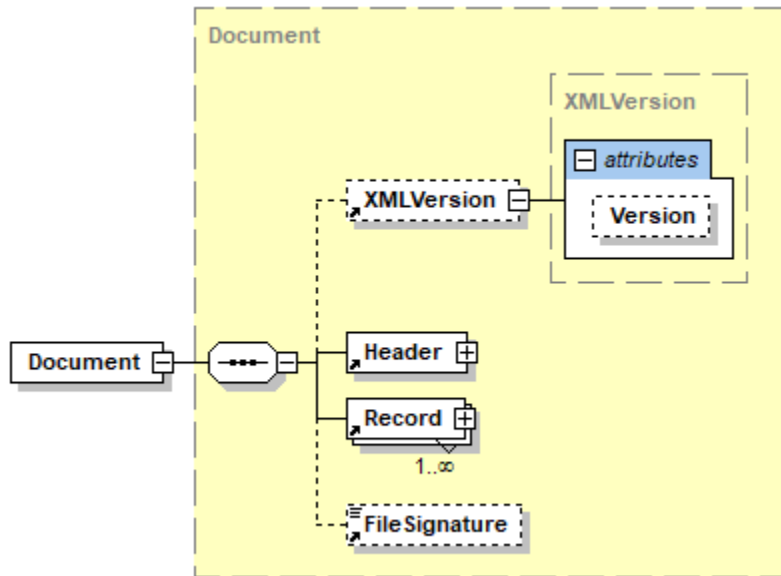 Document
XMLVersion
attributes
XMLVersion
Version
Header
Document
Record
1..∞
FileSignature